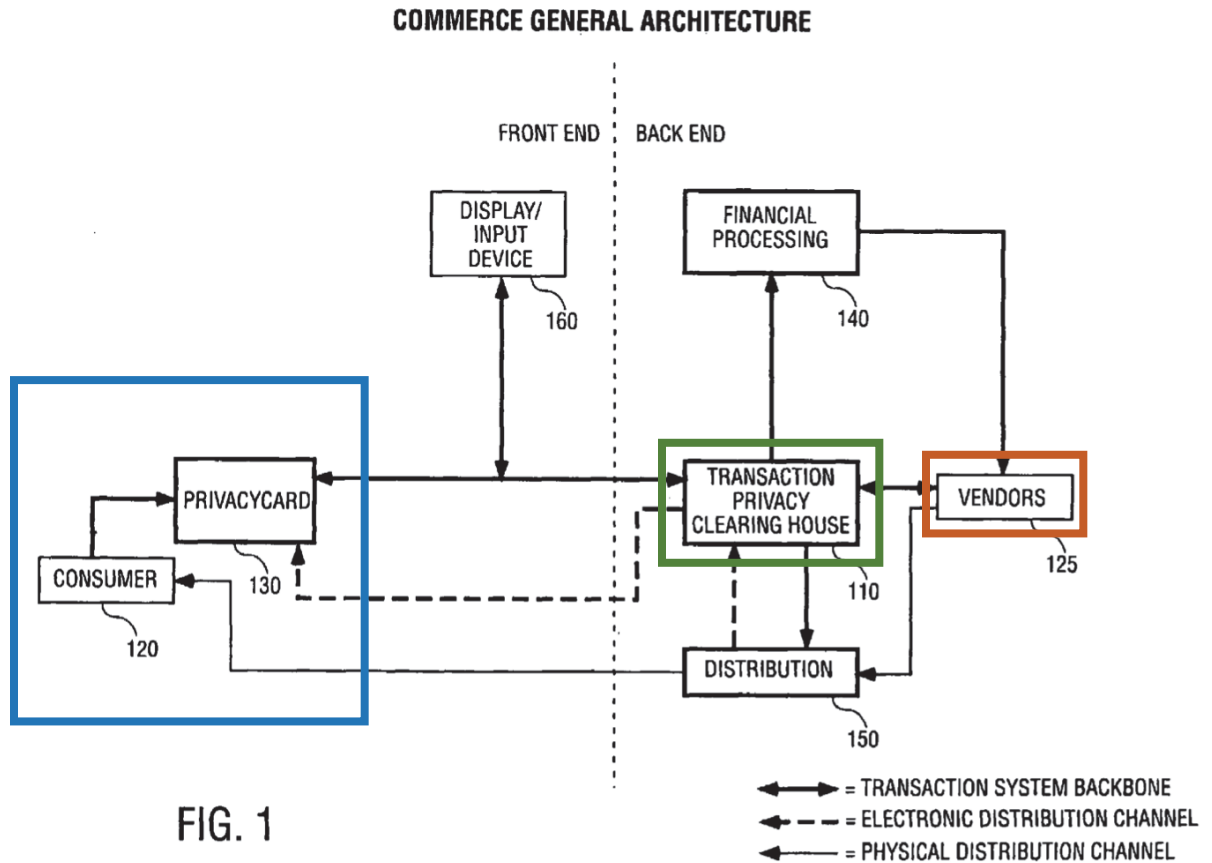 COMMERCE GENERAL ARCHITECTURE
FRONT END
BACK END
DISPLAY/
INPUT
DEVICE
160
FINANCIAL
PROCESSING
140
PRIVACYCARD
130
CONSUMER
120
TRANSACTION
PRIVACY
CLEARING HOUSE
110
VENDORS
125
DISTRIBUTION
150
FIG. 1
= TRANSACTION SYSTEM BACKBONE
= ELECTRONIC DISTRIBUTION CHANNEL
= PHYSICAL DISTRIBUTION CHANNEL